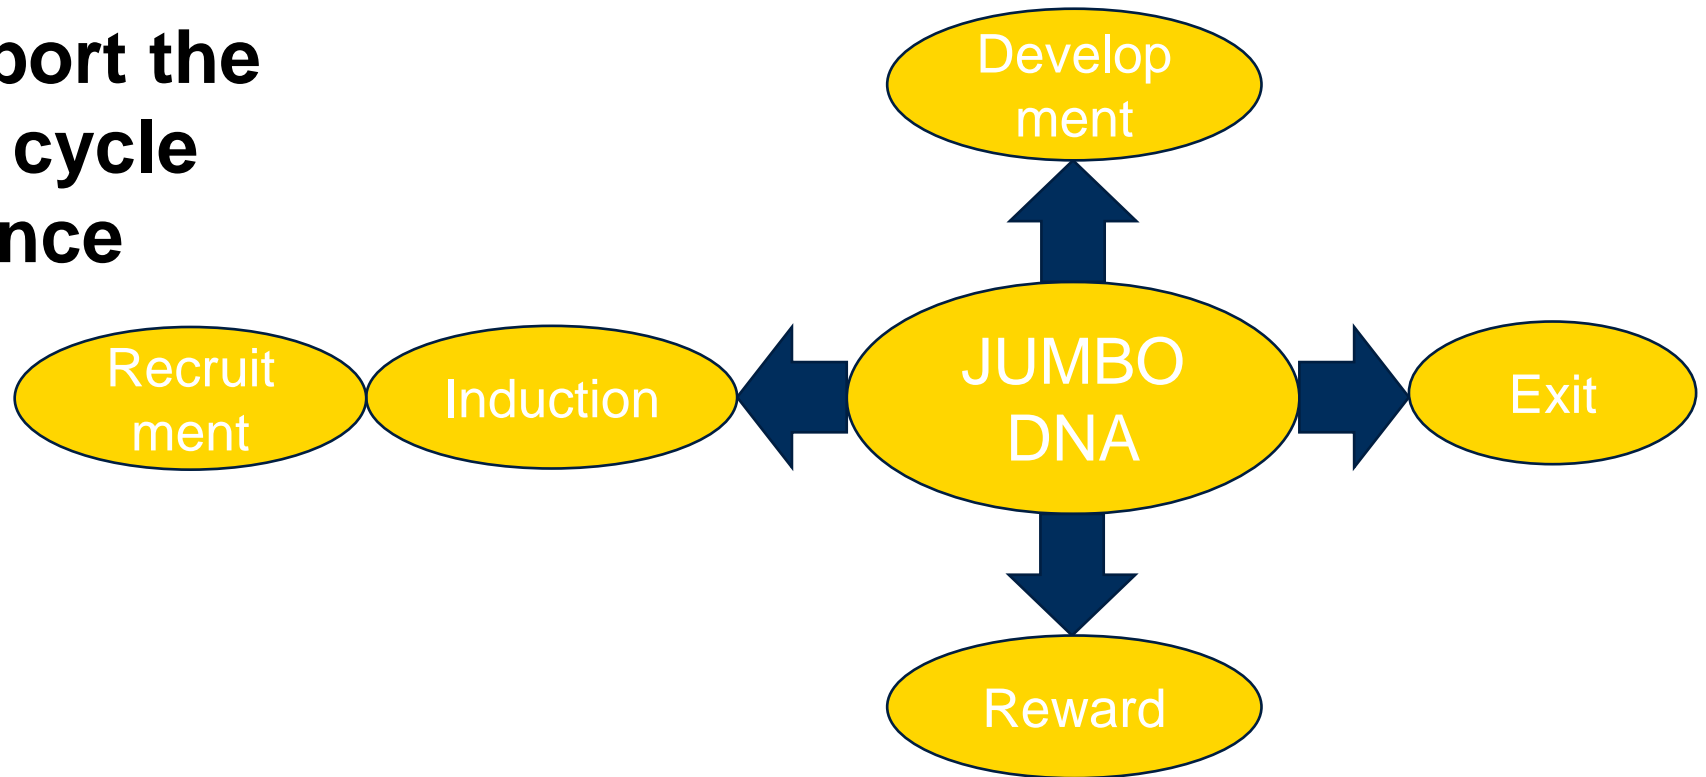 port the
cycle
nce
Develop
ment
Recruit
ment
Induction
JUMBO
DNA
Exit
Reward